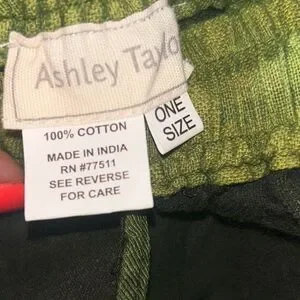 Ashley Taylo
ONE
SIZE
100% COTTON
MADE IN INDIA
RN #77511
SEE REVERSE
FOR CARE